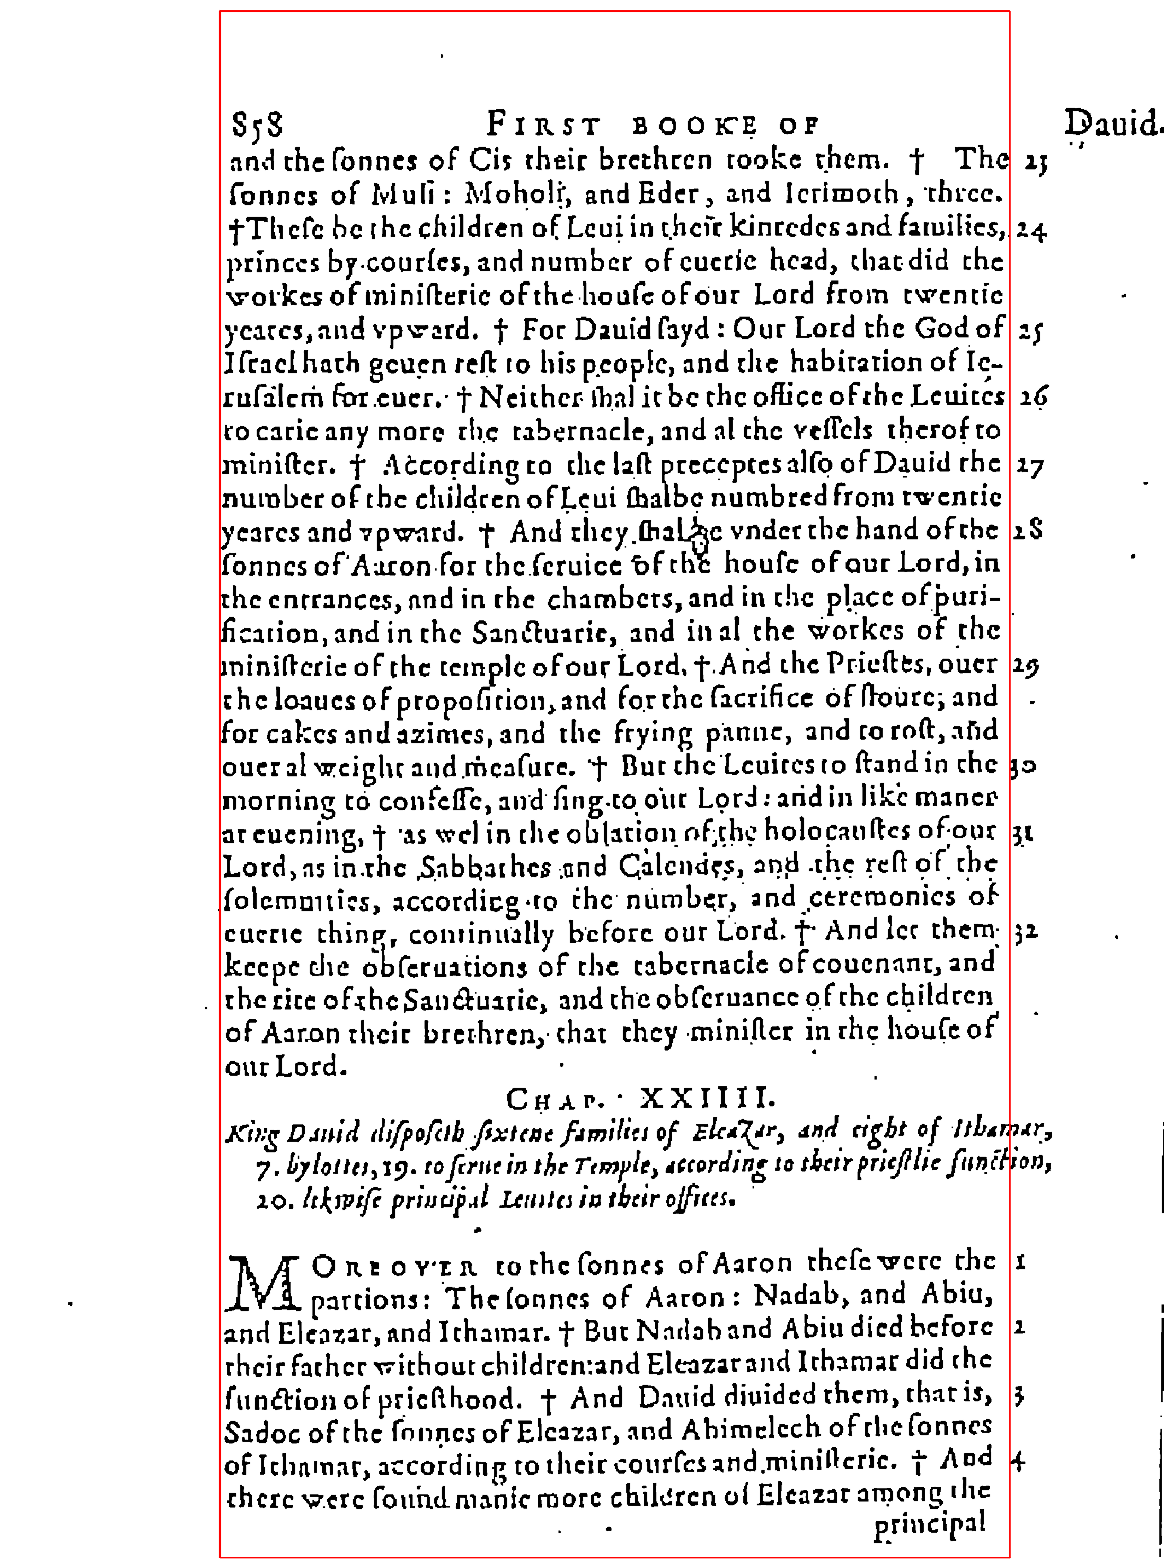 858 FIRST BOOKE OF Dauid.
and the ſonnes of Cis their brethren tooke them. † The 23
ſonnes of Muſi: Moholi, and Eder, and Ierimoth, three.
†Theſe be the children of Leui in their kinredes and families, 24
princes by courſes, and number of euerie head, that did the
workes of miniſterie of the houſe of our Lord from twentie
yeares, and vpward. † For Dauid ſayd: Our Lord the God of 25
Iſrael hath geuen reſt to his people, and the habitation of Ie-
ruſalem for euer. † Neither ſhal it be the office of the Leuites 26
to carie any more the tabernacle, and al the veſſels therof to
miniſter. † According to the laſt preceptes alſo of Dauid the 27
number of the children of Leui ſhalbe numbred from twentie
yeares and vpward. † And they ſhal be vnder the hand of the 28
ſonnes of Aaron for the ſeruice of the houſe of our Lord, in
the entrances, and in the chambers, and in the place of puri-
fication, and in the Sanctuarie, and in al the workes of the
miniſterie of the temple of our Lord. † And the Prieſtes, ouer 29
the loaues of propoſition, and for the ſacrifice of floure, and
for cakes and azimes, and the frying panne, and to roſt, and
ouer al weight and meaſure. † But the Leuites to ſtand in the 30
morning to confeſſe, and ſing to our Lord: and in like maner
at euening, † as wel in the oblation of the holocauſtes of our 31
Lord, as in the Sabbathes and Calendes, and the reſt of the
ſolemnities, according to the number, and ceremonies of
euerie thing, continually before our Lord. † And let them 32
keepe the obſeruations of the tabernacle of couenant, and
the rite of the Sanctuarie, and the obſeruance of the children
of Aaron their brethren, that they miniſter in the houſe of
our Lord.
CHAP. XXIIII.
King Dauid diſpoſeth ſixtene families of Eleazar, and eight of Ithamar,
7. by lottes, 19. to ſerue in the Temple, according to their prieſtlie function,
20. likwiſe principal Leuites in their offices.
MOREOVER to the ſonnes of Aaron theſe were the 1
partions: The ſonnes of Aaron: Nadab, and Abiu,
and Eleazar, and Ithamar. † But Nadab and Abiu died before 2
their father without children: and Eleazar and Ithamar did the
function of prieſthood. † And Dauid diuided them, that is, 3
Sadoc of the ſonnes of Eleazar, and Ahimelech of the ſonnes
of Ithamar, according to their courſes and miniſterie. † And 4
there were found manie more children of Eleazar among the
principal